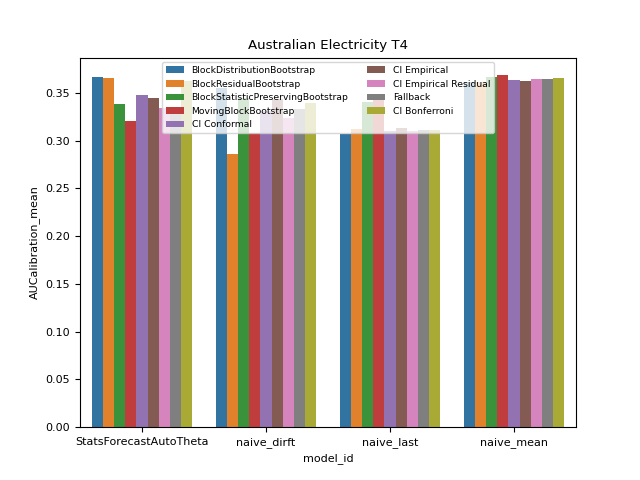 Australian Electricity T4
BlockDistributionBootstrap
BlockResidualBootstrap
BlockStatisticPreservingBootstrap
MovingBlockBootstrap
CI Conformal
CI Empirical
CI Empirical Residual
Fallback
CI Bonferroni
AUCalibration_mean
0.35
0.30
0.25
0.20
0.15
0.10
0.05
0.00
StatsForecastAutoTheta
naive_dirft
naive_last
naive_mean
model_id